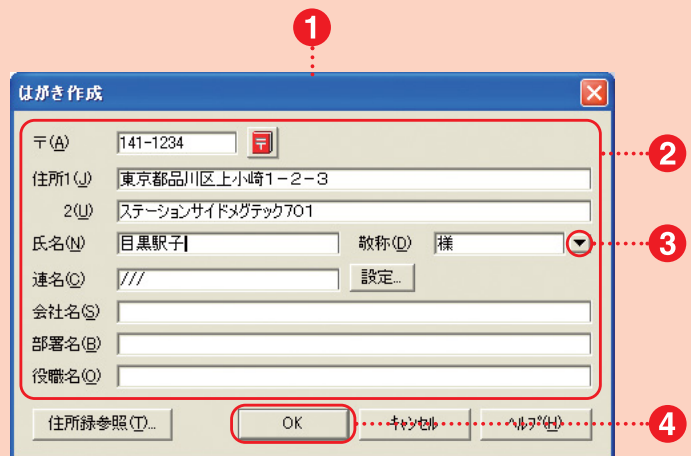 1
はがき作成
〒(A) 141-1234 〒
2
住所1(J) 東京都品川区上小崎1-2-3
2(U) ステーションサイドメグテック701
氏名(N) 目黒駅子 敬称(D) 様
3
連名(C) /// 設定...
会社名(S)
部署名(B)
役職名(O)
住所録参照(T)... OK キャンセル ヘルプ(H)
4